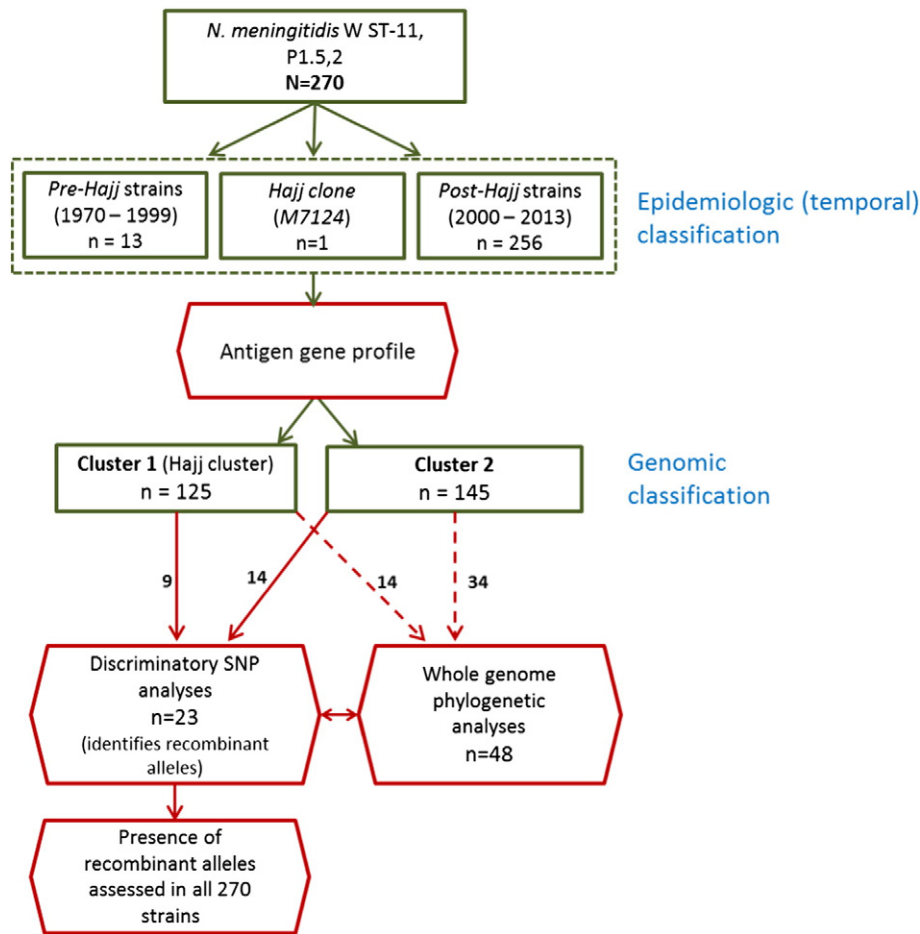 N. meningitidis W ST-11,
P1.5,2
N=270
Pre-Hajj strains
(1970 – 1999)
n = 13
Hajj clone
(M7124)
n=1
Post-Hajj strains
(2000 – 2013)
n = 256
Epidemiologic (temporal)
classification
Antigen gene profile
Cluster 1 (Hajj cluster)
n = 125
Cluster 2
n = 145
Genomic
classification
9
14
14
34
Discriminatory SNP
analyses
n=23
(identifies recombinant
alleles)
Whole genome
phylogenetic
analyses
n=48
Presence of
recombinant alleles
assessed in all 270
strains